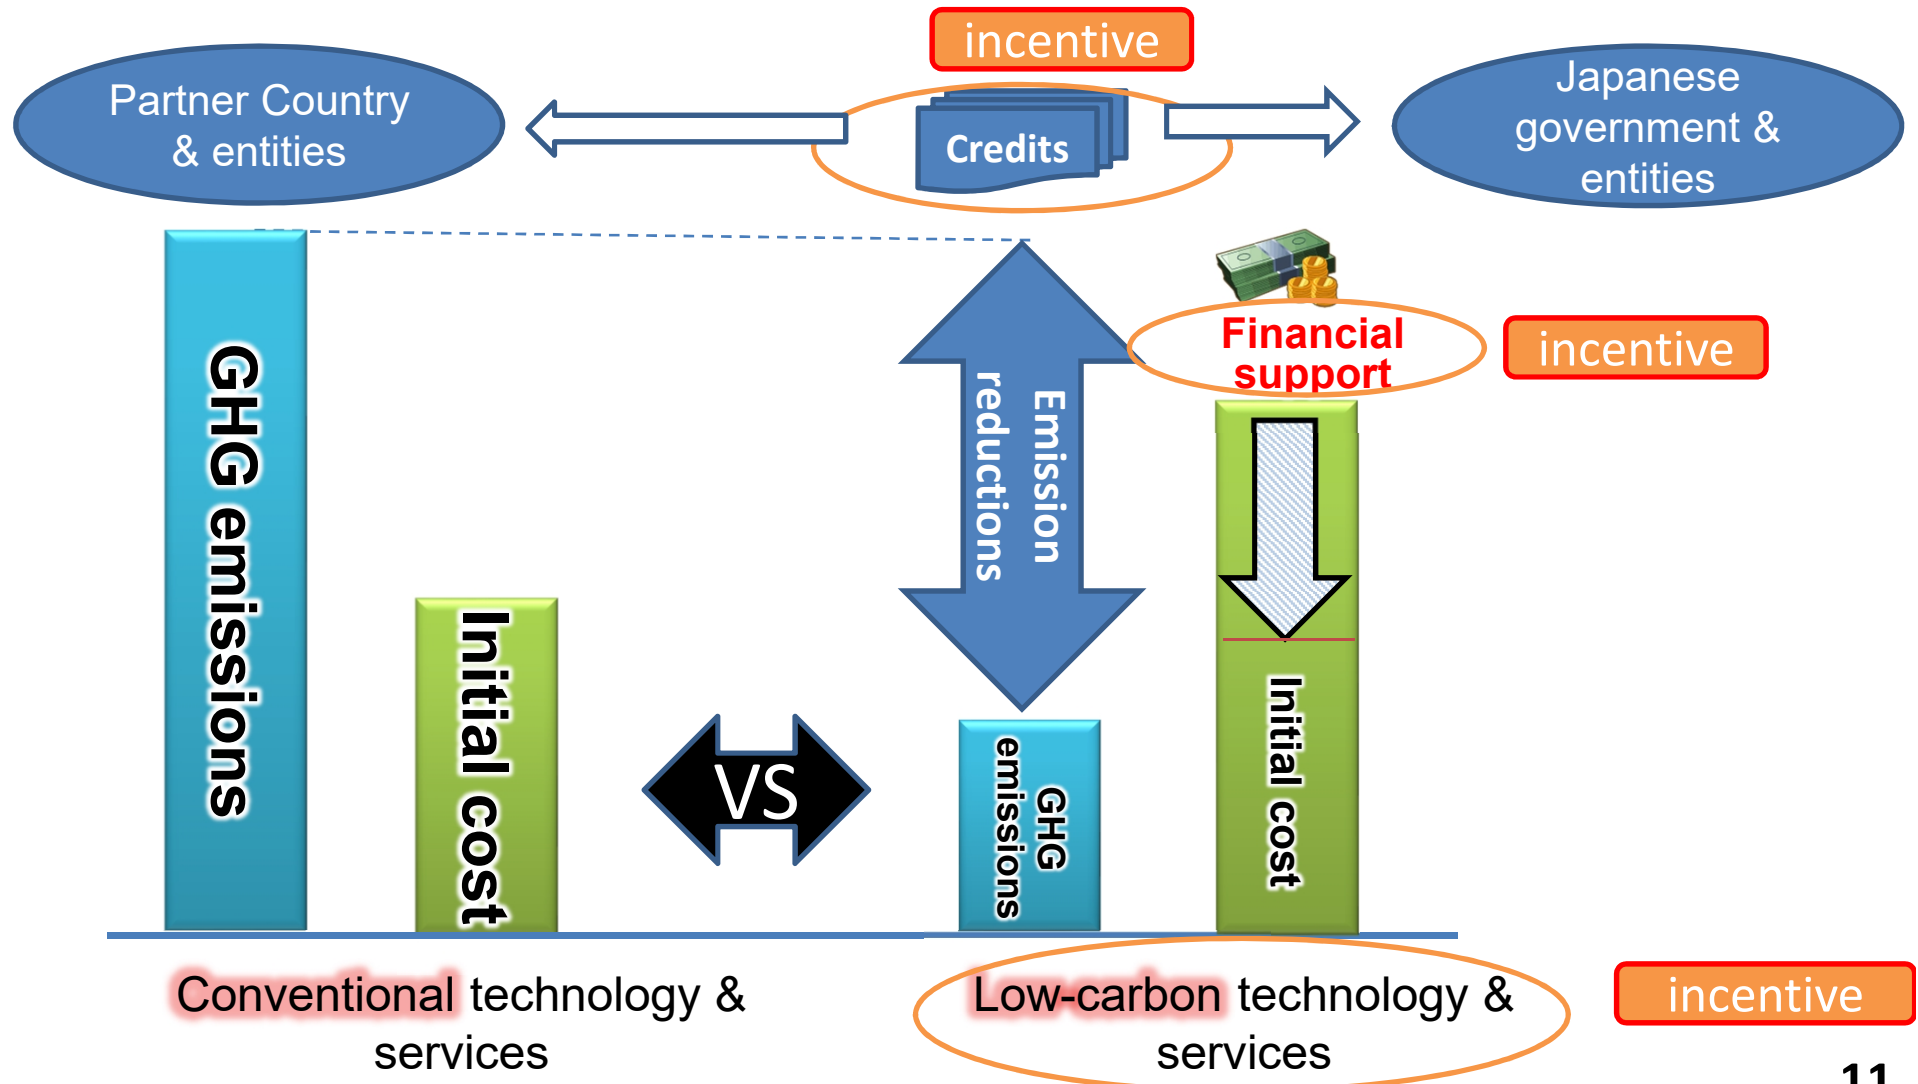 incentive
Partner Country
& entities
Credits
Japanese
government &
entities
GHG emissions
Initial cost
VS
Emission
reductions
GHG
emissions
Financial
support
incentive
Initial cost
Conventional technology &
services
Low-carbon technology &
services
incentive
11